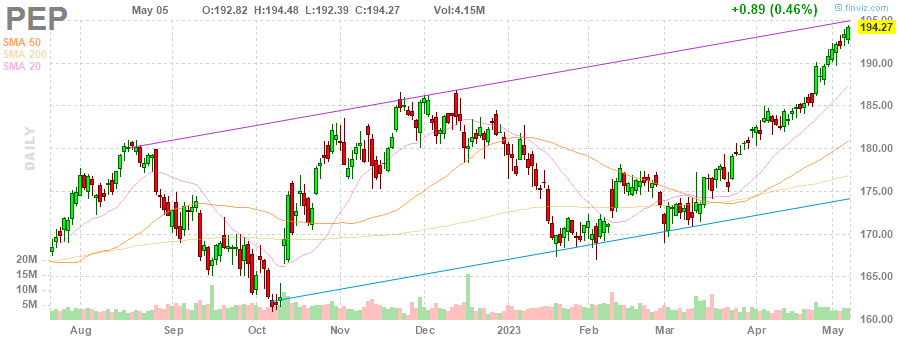 PEP May 05 O:192.82 H:194.48 L:192.39 C:194.27 Vol:4.15M +0.89 (0.46%)
© finviz.com
SMA 50
SMA 200
SMA 20
DAILY
195.00
194.27
190.00
185.00
180.00
175.00
170.00
165.00
160.00
20M
15M
10M
5M
Aug Sep Oct Nov Dec 2023 Feb Mar Apr May